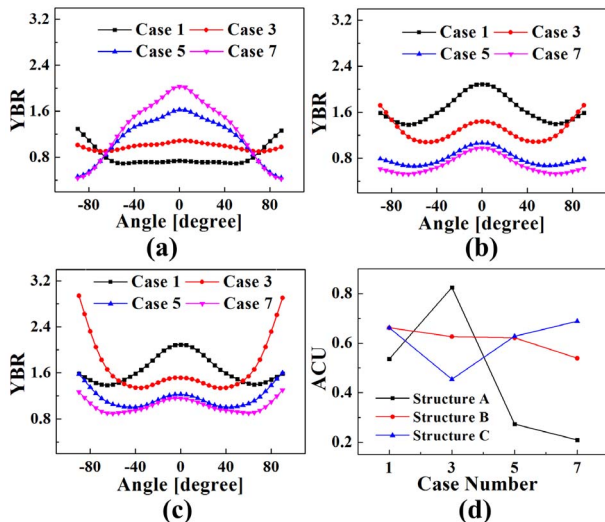 Case 1 Case 3
Case 5 Case 7
3.2
2.4
1.6
0.8
YBR
-80 -40 0 40 80
Angle [degree]
(a)
Case 1 Case 3
Case 5 Case 7
3.2
2.4
1.6
0.8
YBR
-80 -40 0 40 80
Angle [degree]
(b)
Case 1 Case 3
Case 5 Case 7
3.2
2.4
1.6
0.8
YBR
-80 -40 0 40 80
Angle [degree]
(c)
0.8
0.6
0.4
0.2
ACU
Structure A
Structure B
Structure C
1 3 5 7
Case Number
(d)